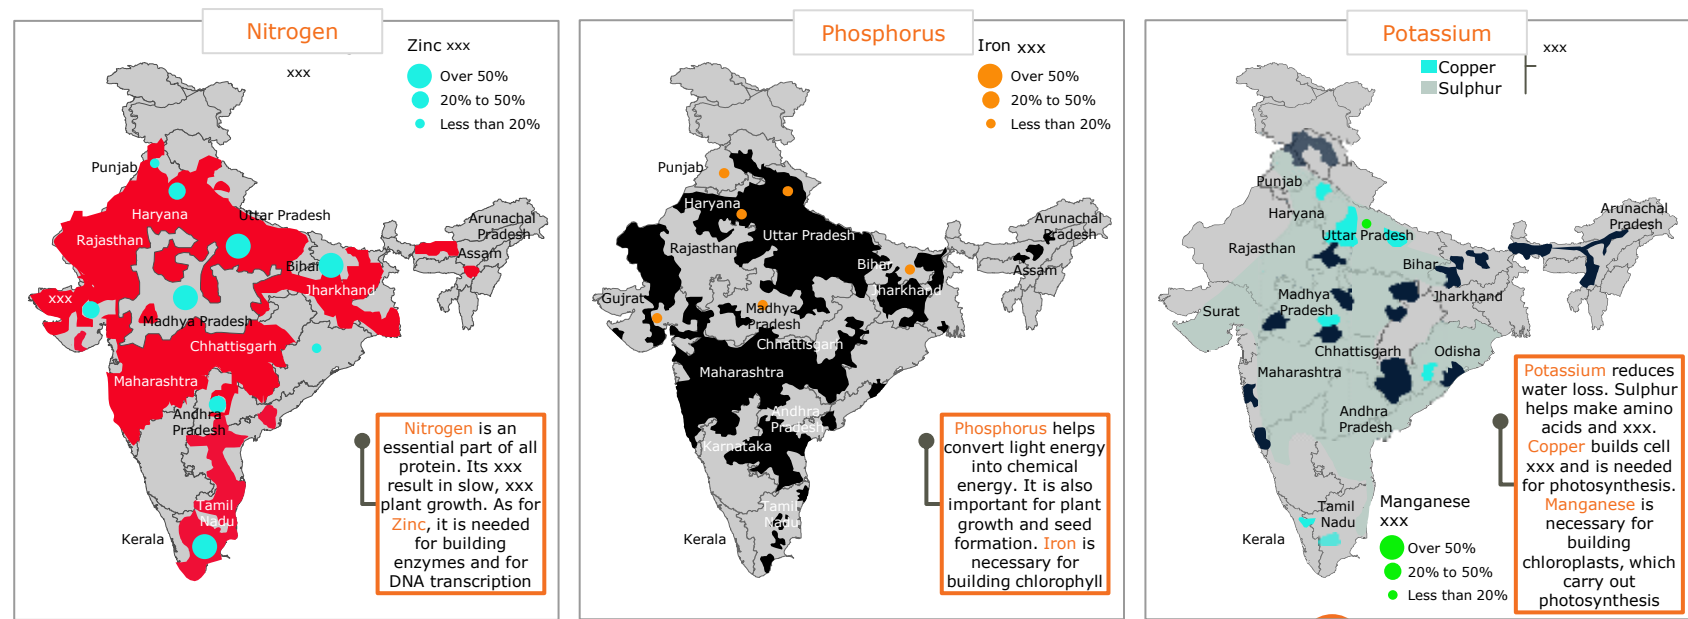 Nitrogen
Zinc xxx
xxx
Over 50%
20% to 50%
Less than 20%
Punjab
Haryana
Uttar Pradesh
Arunachal
Pradesh
Rajasthan
Assam
Bihar
Jharkhand
xxx
Madhya Pradesh
Chhattisgarh
Maharashtra
Andhra
Pradesh
Tamil
Nadu
Kerala
Nitrogen is an
essential part of all
protein. Its xxx
result in slow, xxx
plant growth. As for
Zinc, it is needed
for building
enzymes and for
DNA transcription
Phosphorus
Iron xxx
Over 50%
20% to 50%
Less than 20%
Punjab
Haryana
Arunachal
Pradesh
Uttar Pradesh
Rajasthan
Bihar
Assam
Jharkhand
Gujrat
Madhya
Pradesh
Chhattisgarh
Maharashtra
Andhra
Pradesh
Karnataka
Tamil
Nadu
Kerala
Phosphorus helps
convert light energy
into chemical
energy. It is also
important for plant
growth and seed
formation. Iron is
necessary for
building chlorophyll
Potassium
xxx
Copper
Sulphur
Punjab
Haryana
Arunachal
Pradesh
Uttar Pradesh
Rajasthan
Bihar
Madhya
Pradesh
Jharkhand
Surat
Chhattisgarh
Odisha
Maharashtra
Andhra
Pradesh
Tamil
Nadu
Kerala
Manganese
xxx
Over 50%
20% to 50%
Less than 20%
Potassium reduces
water loss. Sulphur
helps make amino
acids and xxx.
Copper builds cell
xxx and is needed
for photosynthesis.
Manganese is
necessary for
building
chloroplasts, which
carry out
photosynthesis